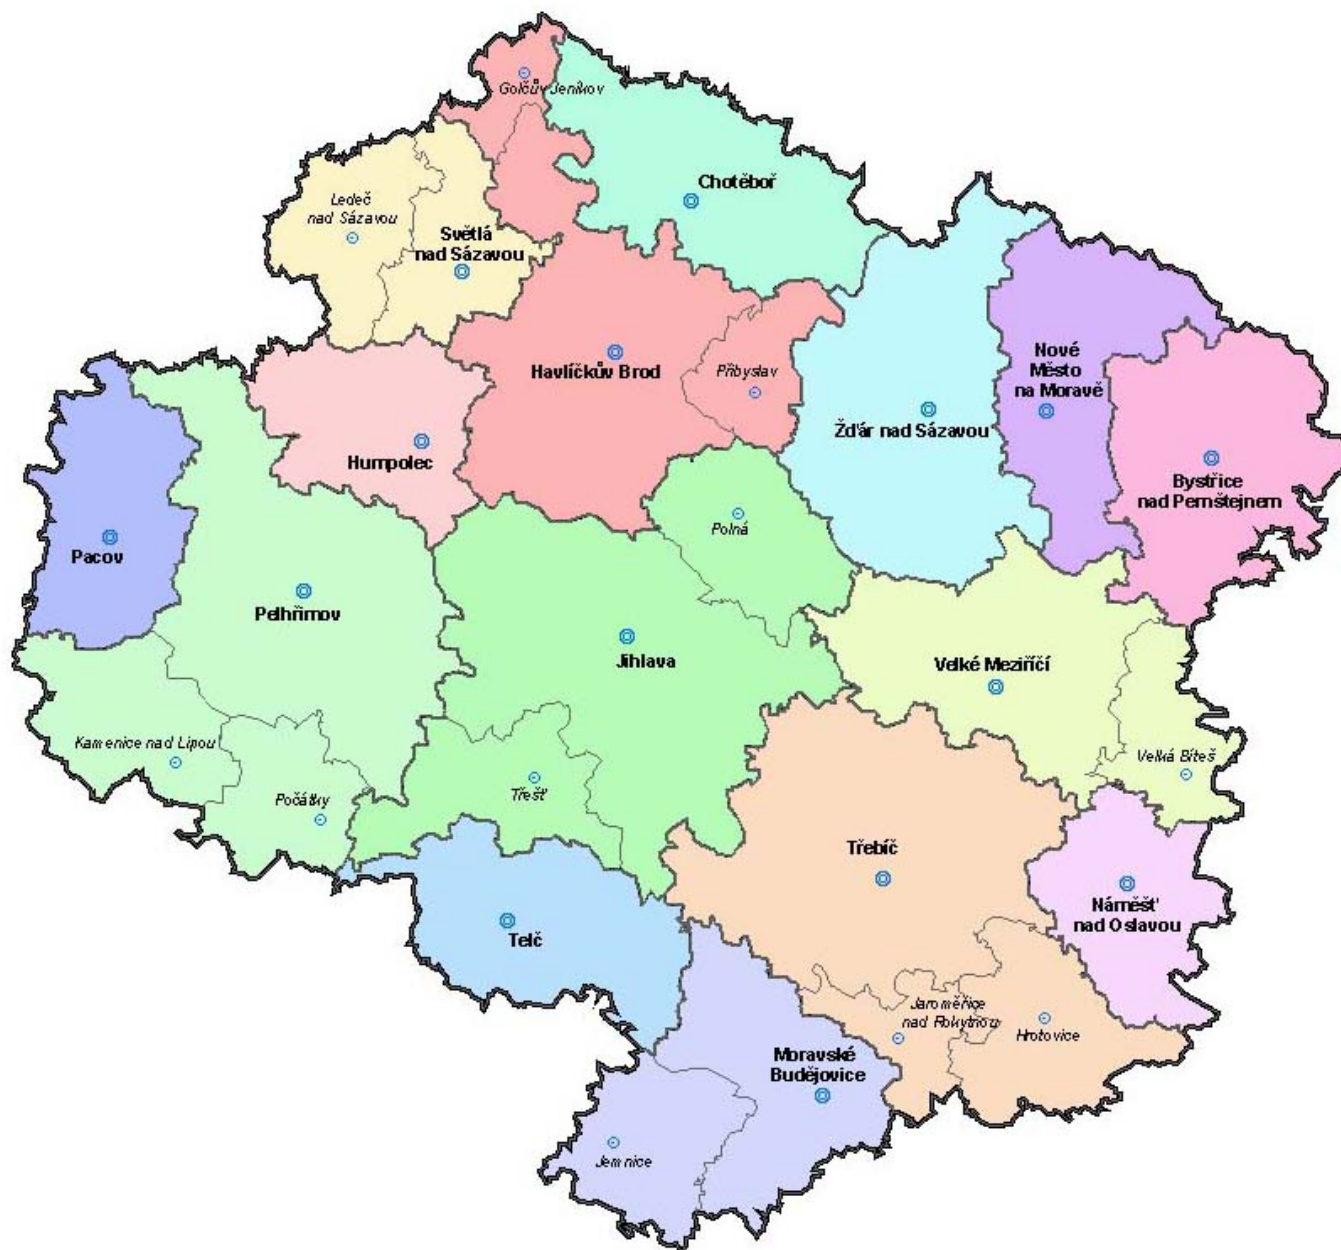 Golčův Jeníkov
Chotěboř
Ledeč
nad Sázavou
Světlá
nad Sázavou
Havlíčkův Brod
Přibyslav
Nové
Město
na Moravě
Žďár nad Sázavou
Humpolec
Bystřice
nad Pernštejnem
Polná
Pacov
Pelhřimov
Jihlava
Velké Meziříčí
Kamenice nad Lipou
Velká Bíteš
Počátky
Třešť
Třebíč
Náměšť
nad Oslavou
Telč
Jaroměřice
nad Rokytnou
Hrotovice
Moravské
Budějovice
Jemnice